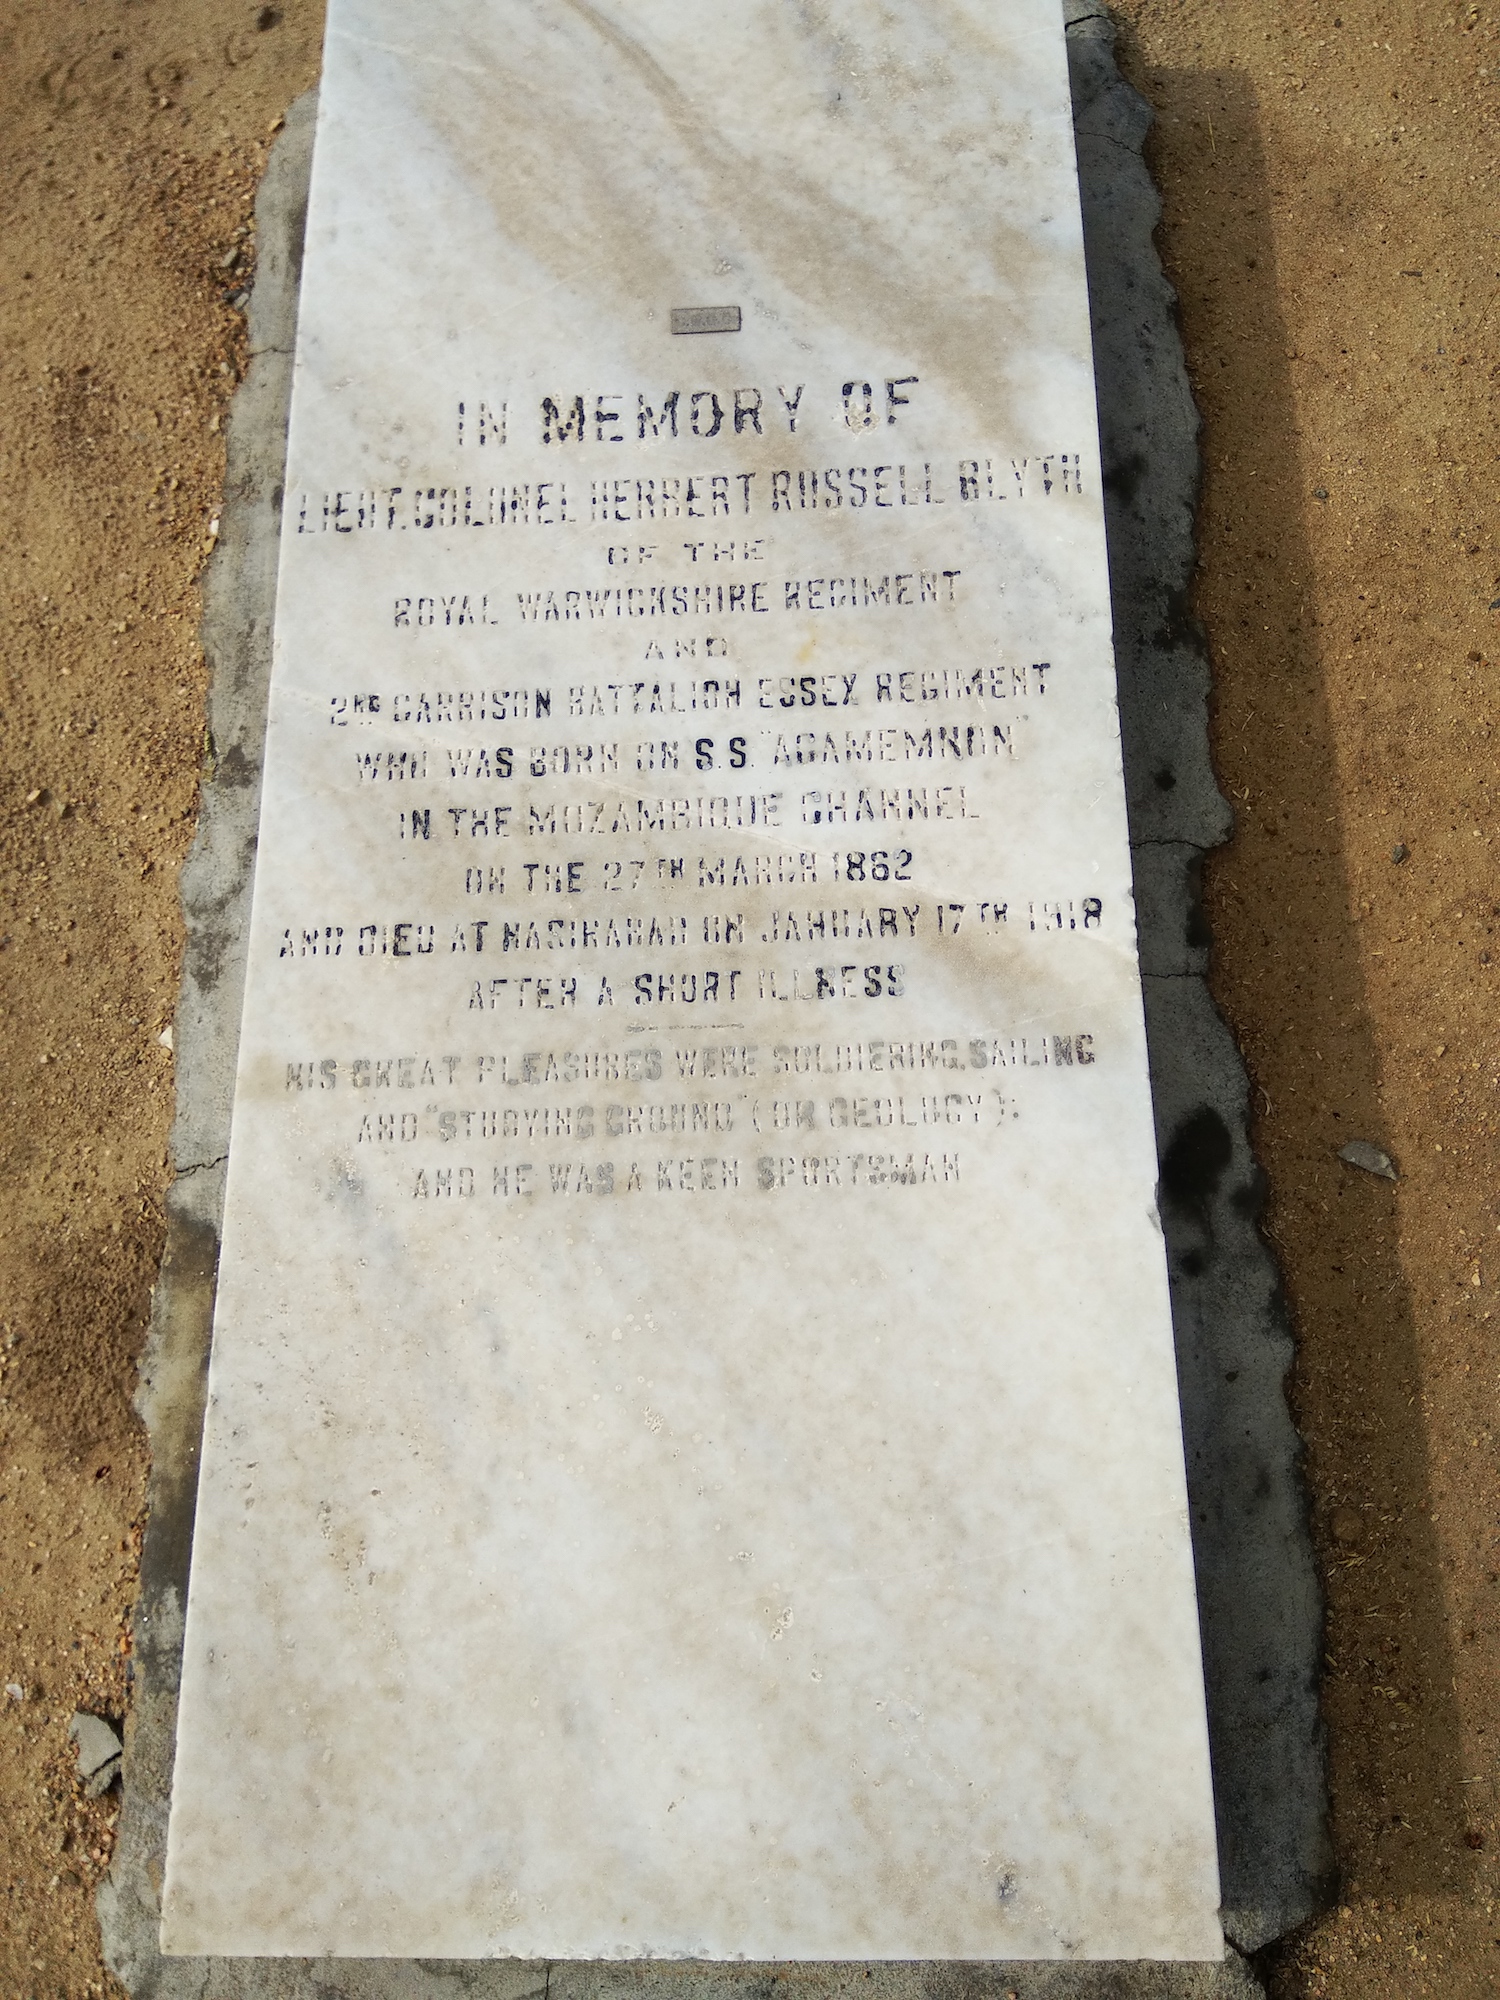 IN MEMORY OF
LIEUT. COLONEL HERBERT RUSSELL BLYTH
OF THE
ROYAL WARWICKSHIRE REGIMENT
AND
2ND GARRISON BATTALION ESSEX REGIMENT
WHO WAS BORN ON S.S. "AGAMEMNON"
IN THE MOZAMBIQUE CHANNEL
ON THE 27TH MARCH 1862
AND DIED AT NASIRABAD ON JANUARY 17TH 1918
AFTER A SHORT ILLNESS
HIS GREAT PLEASURES WERE SOLDIERING, SAILING
AND "STUDYING GROUND" (OR GEOLOGY):
AND HE WAS A KEEN SPORTSMAN